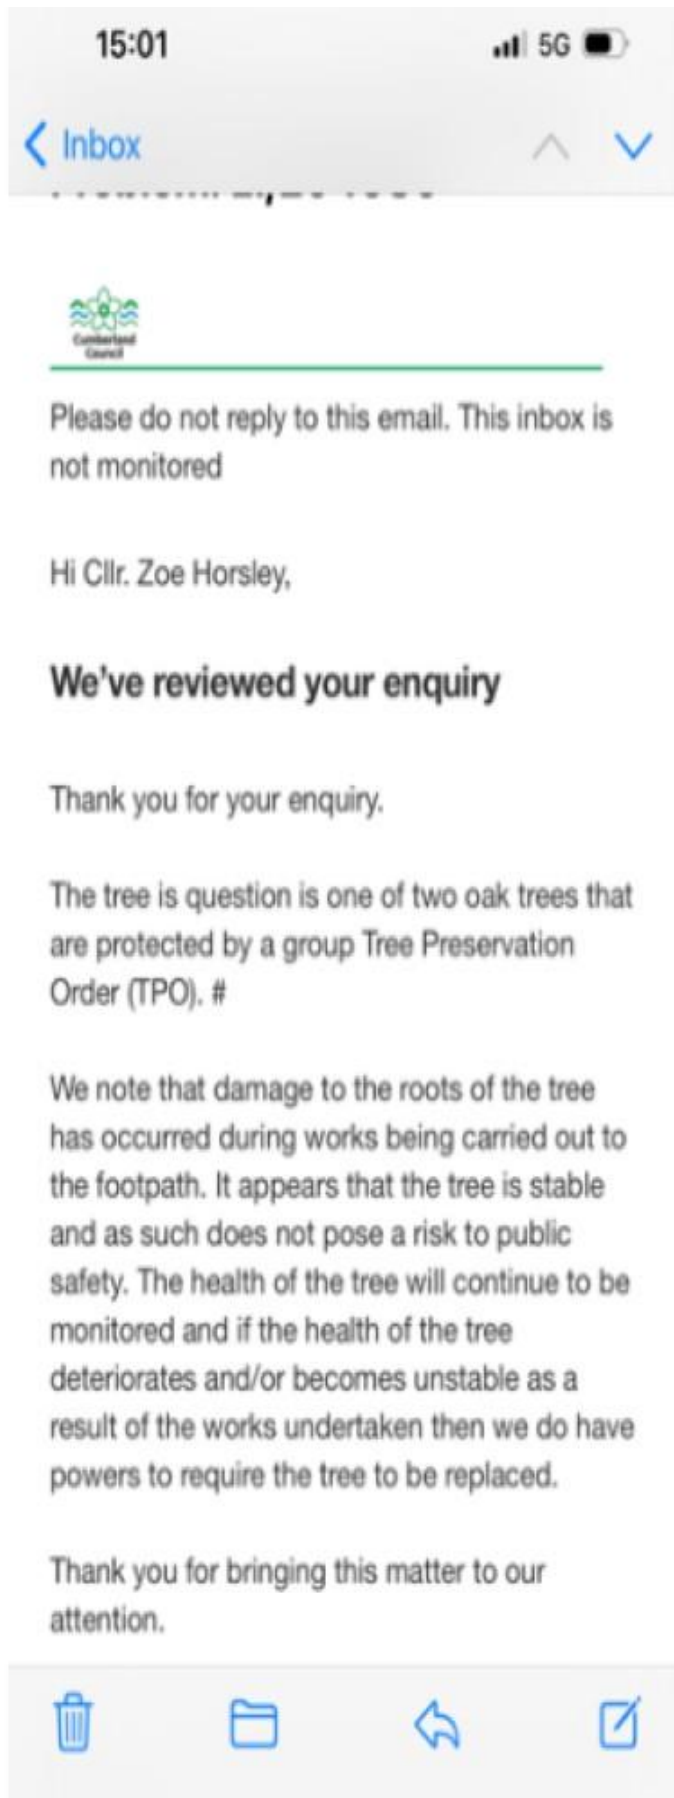 15:01
5G
Inbox
Cumberland
Council
Please do not reply to this email. This inbox is
not monitored
Hi Cllr. Zoe Horsley,
We've reviewed your enquiry
Thank you for your enquiry.
The tree is question is one of two oak trees that
are protected by a group Tree Preservation
Order (TPO). #
We note that damage to the roots of the tree
has occurred during works being carried out to
the footpath. It appears that the tree is stable
and as such does not pose a risk to public
safety. The health of the tree will continue to be
monitored and if the health of the tree
deteriorates and/or becomes unstable as a
result of the works undertaken then we do have
powers to require the tree to be replaced.
Thank you for bringing this matter to our
attention.